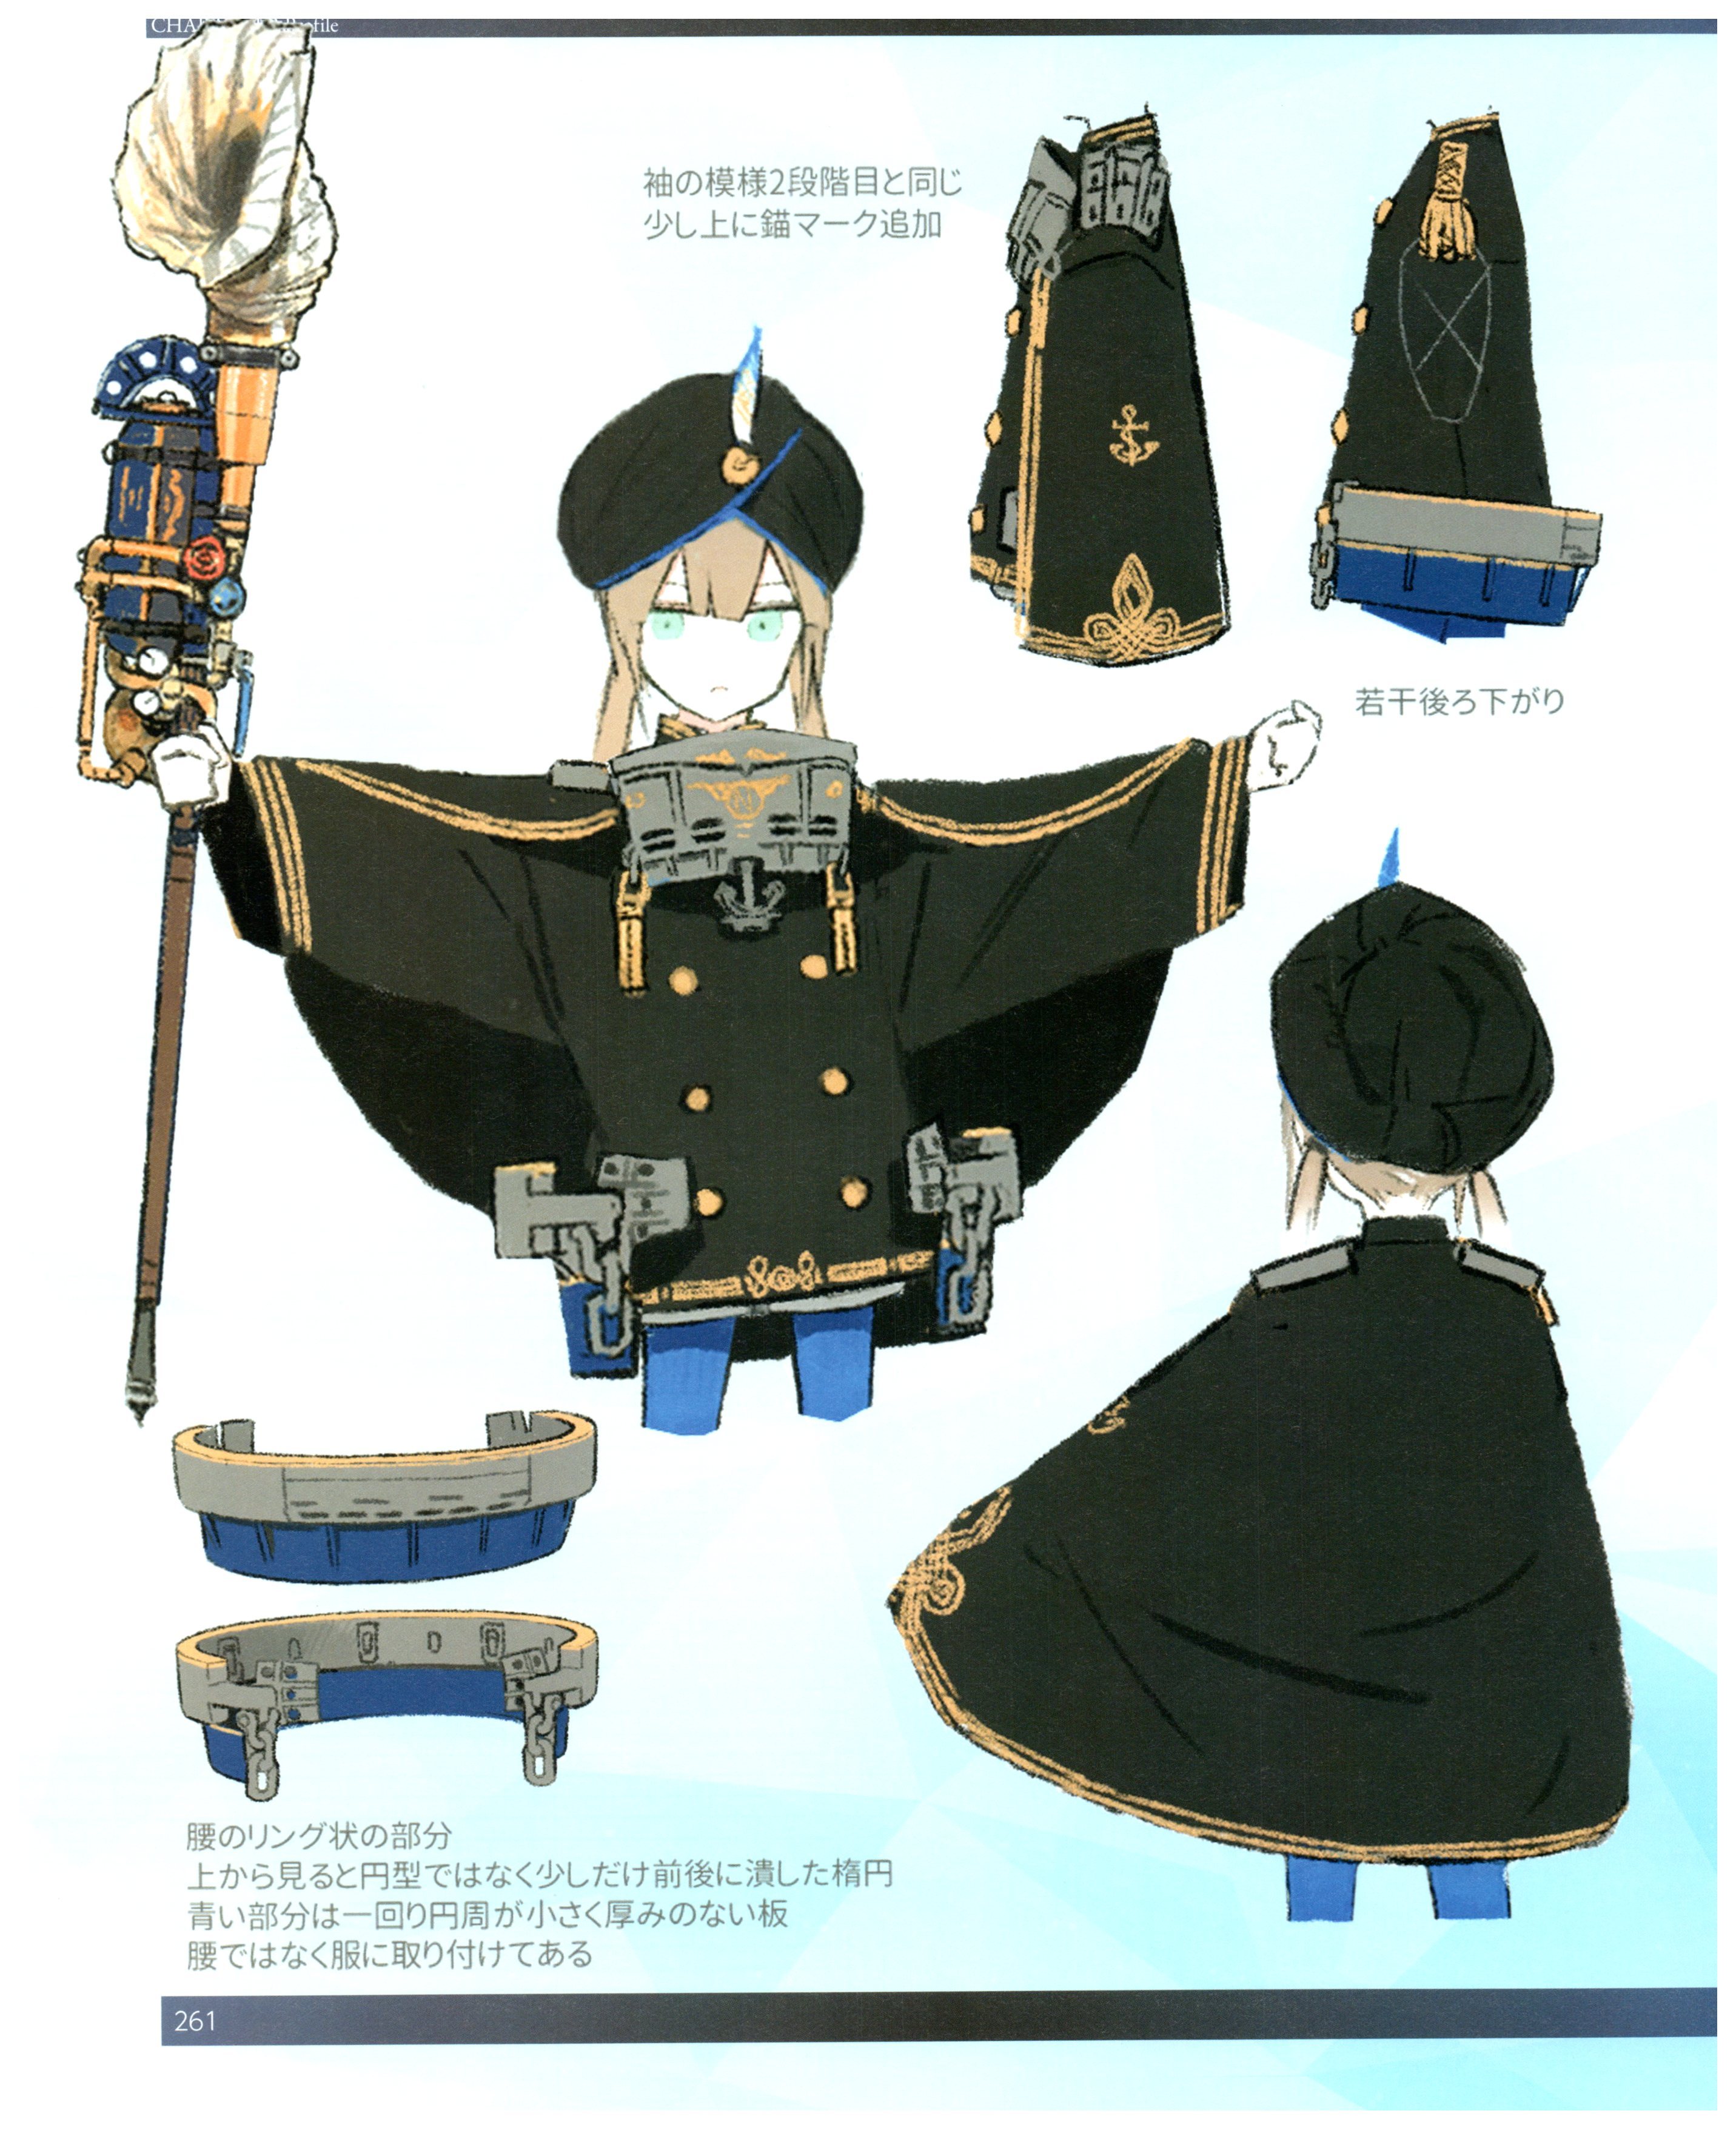 袖の模様2段階目と同じ
少し上に錨マーク追加
若干後ろ下がり
腰のリング状の部分
上から見ると円型ではなく少しだけ前後に潰した楕円
青い部分は一回り円周が小さく厚みのない板
腰ではなく服に取り付けてある
261